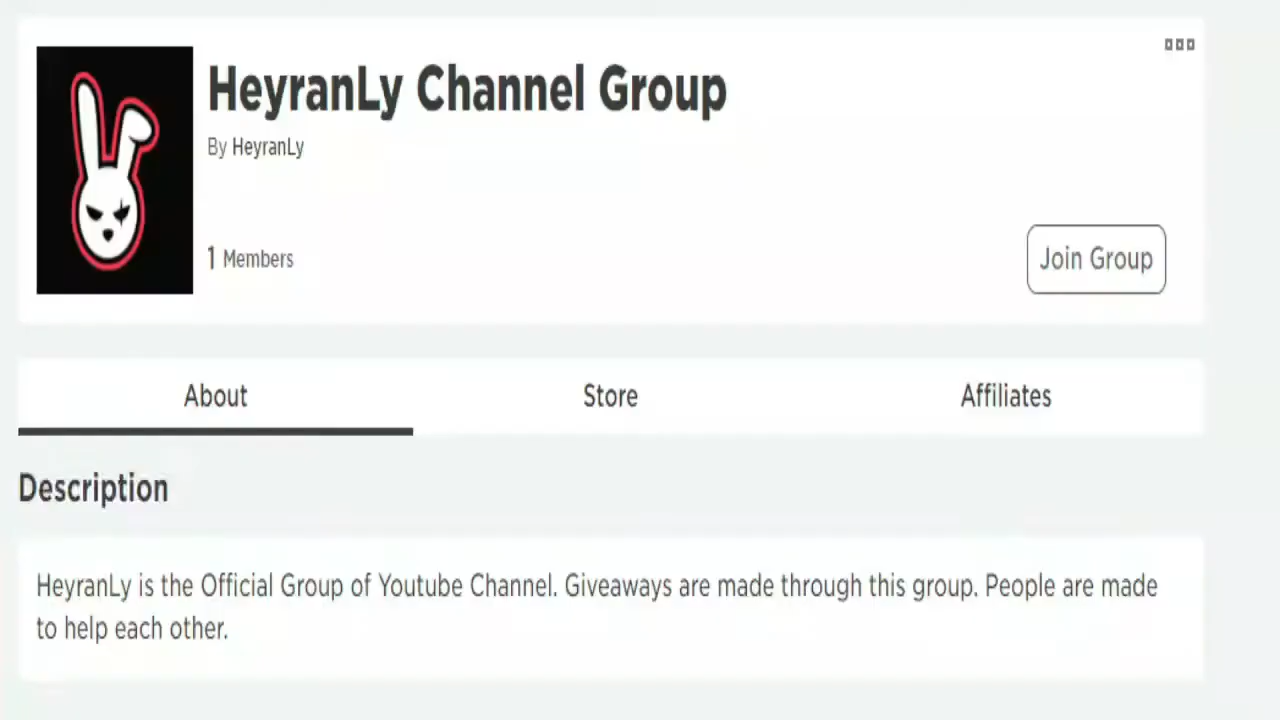 HeyranLy Channel Group
By HeyranLy
1 Members
Join Group
About
Store
Affiliates
Description
HeyranLy is the Official Group of Youtube Channel. Giveaways are made through this group. People are made
to help each other.